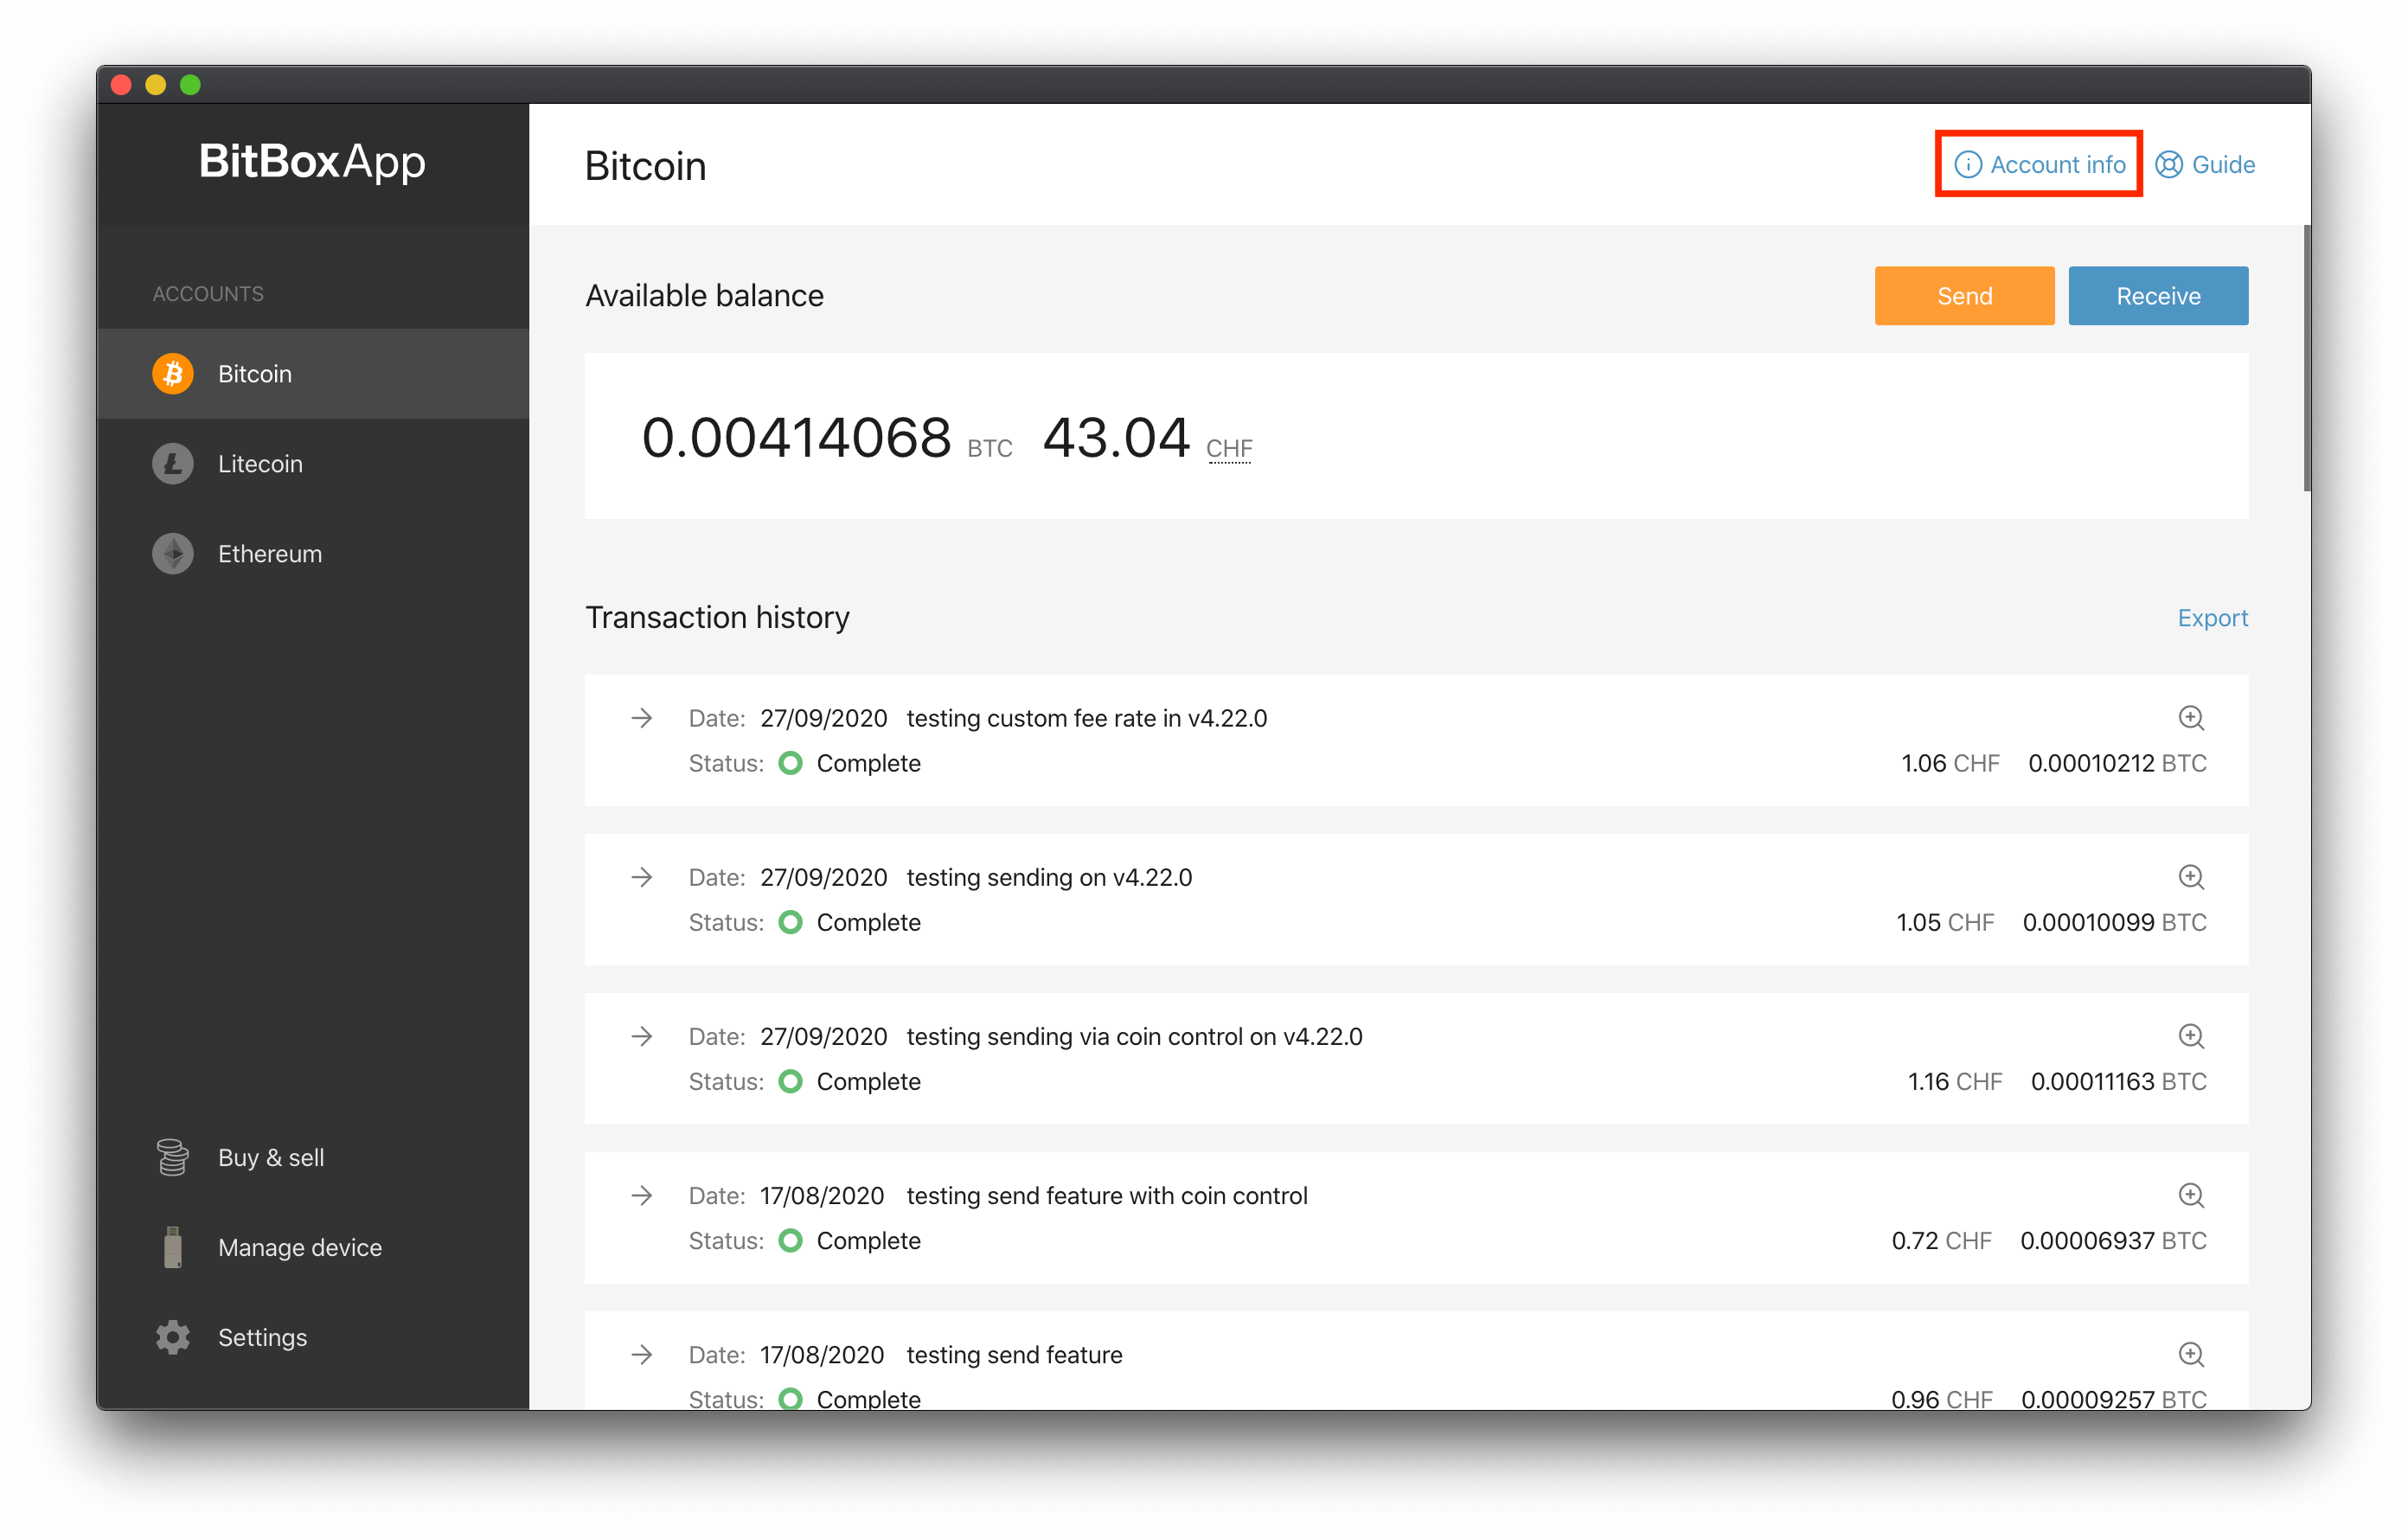 BitBoxApp
ACCOUNTS
Bitcoin
Litecoin
Ethereum
Buy & sell
Manage device
Settings
Bitcoin
Account info
Guide
Available balance
Send
Receive
0.00414068 BTC 43.04 CHF
Transaction history
Export
Date: 27/09/2020 testing custom fee rate in v4.22.0
Status: Complete 1.06 CHF 0.00010212 BTC
Date: 27/09/2020 testing sending on v4.22.0
Status: Complete 1.05 CHF 0.00010099 BTC
Date: 27/09/2020 testing sending via coin control on v4.22.0
Status: Complete 1.16 CHF 0.00011163 BTC
Date: 17/08/2020 testing send feature with coin control
Status: Complete 0.72 CHF 0.00006937 BTC
Date: 17/08/2020 testing send feature
Status: Complete 0.96 CHF 0.00009257 BTC